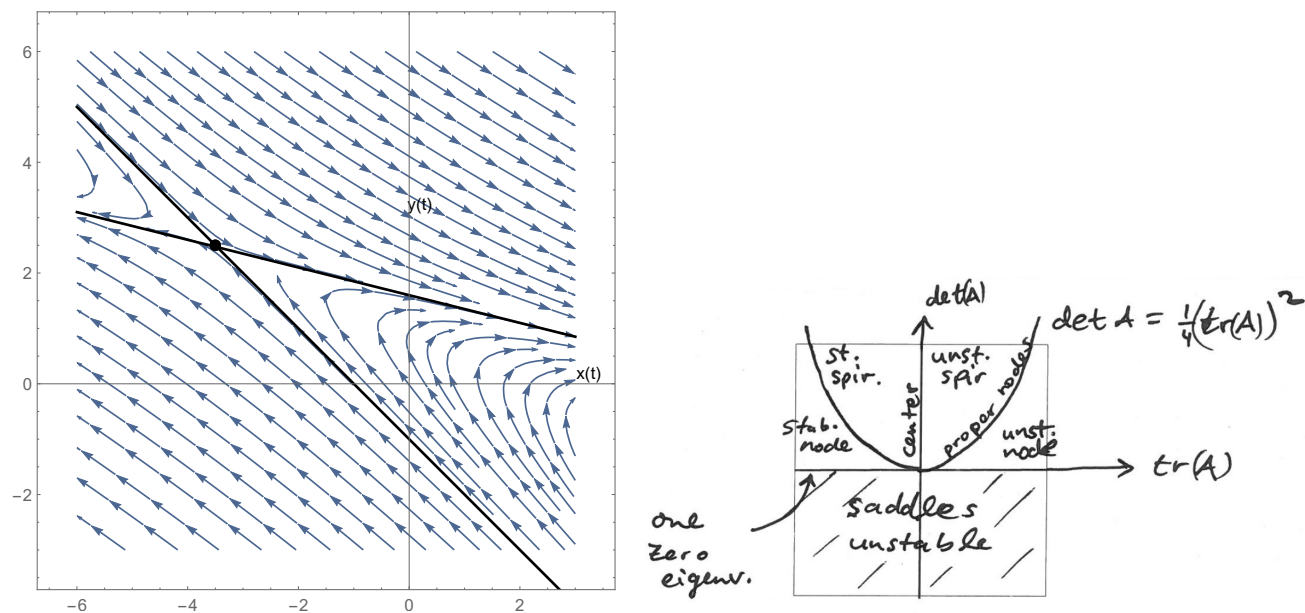 6
4
y(t)
2
x(t)
0
−2
−6 −4 −2 0 2
det(A)
det A = 1/4(tr(A))^2
st.
spir.
unst.
spir
center
proper nodes
stab.
node
unst.
node
tr(A)
saddles
unstable
one
zero
eigenv.